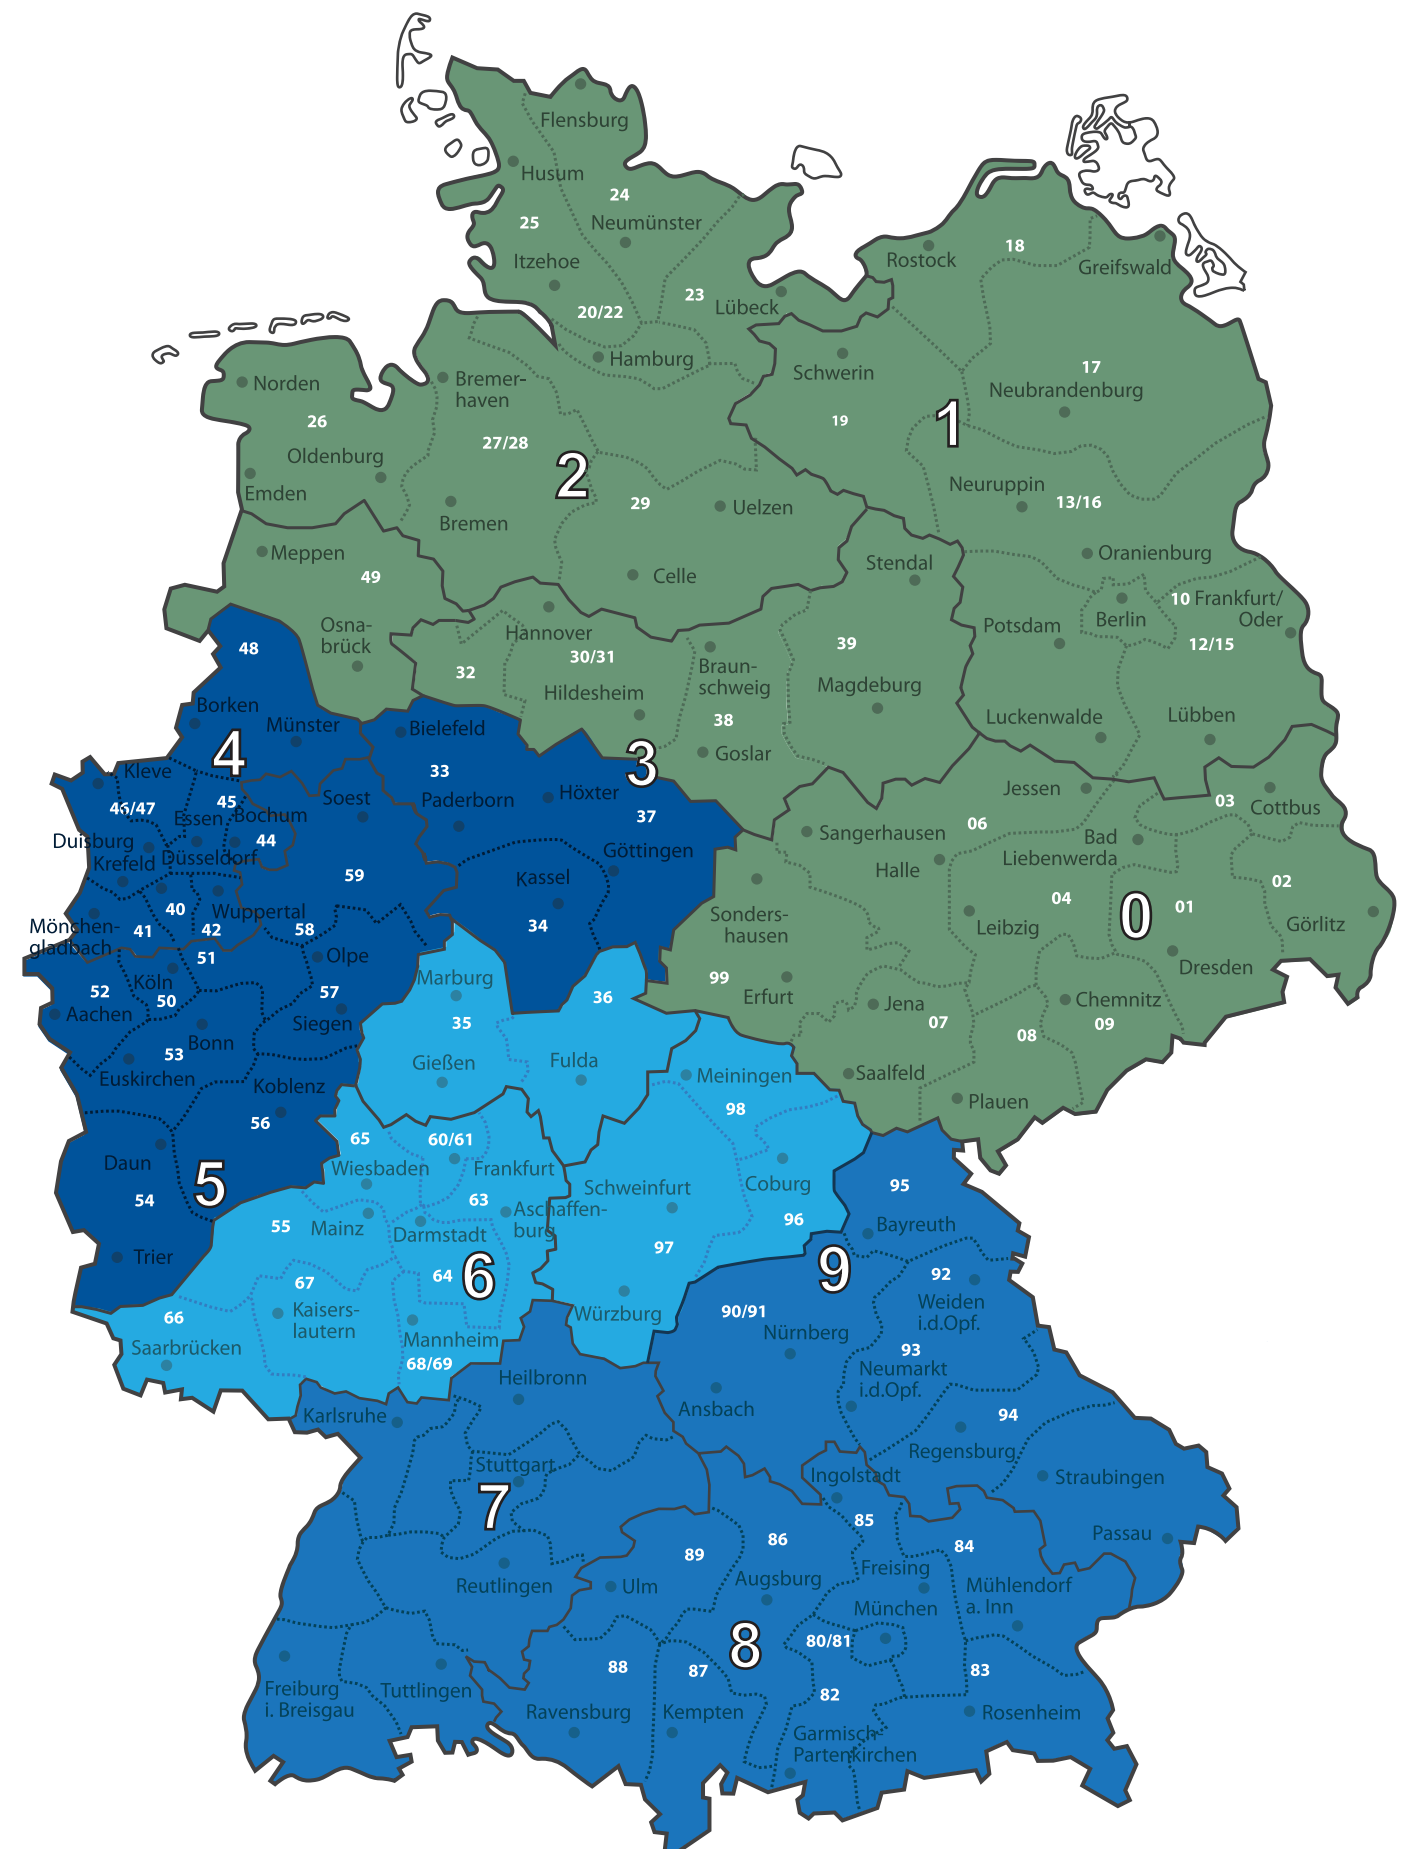 Flensburg
Husum
24
25
Neumünster
Itzehoe
18
Rostock
Greifswald
23
Lübeck
20/22
Hamburg
Schwerin
17
Neubrandenburg
Norden
Bremer-
haven
26
19
1
27/28
Oldenburg
2
Emden
29
Uelzen
Neuruppin
13/16
Bremen
Meppen
Oranienburg
Stendal
49
Celle
10
Frankfurt/
Oder
Berlin
Potsdam
12/15
Osna-
brück
Hannover
30/31
39
48
32
Braun-
schweig
Hildesheim
Magdeburg
Borken
Münster
Bielefeld
38
Luckenwalde
Lübben
4
3
Goslar
Kleve
33
Höxter
Jessen
03
Cottbus
46/47
45
Essen
Bochum
Soest
Paderborn
37
06
Sangerhausen
Bad
Liebenwerda
Duisburg
44
Krefeld
Düsseldorf
Göttingen
Halle
59
Kassel
02
40
Wuppertal
04
0
01
Mönchen-
gladbach
41
42
58
34
Sonders-
hausen
Leibzig
Görlitz
51
Olpe
Dresden
52
Köln
50
57
Marburg
36
99
Erfurt
Aachen
Siegen
Jena
Chemnitz
35
07
08
09
53
Bonn
Gießen
Fulda
Euskirchen
Koblenz
Meiningen
Saalfeld
Plauen
98
56
65
60/61
Daun
Wiesbaden
Frankfurt
5
54
63
Schweinfurt
Coburg
95
Aschaffen-
burg
55
Mainz
Darmstadt
96
Bayreuth
97
Trier
6
64
9
67
92
66
Kaisers-
lautern
Weiden
i.d.Opf.
Würzburg
90/91
Saarbrücken
Mannheim
Nürnberg
93
68/69
Neumarkt
i.d.Opf.
Heilbronn
Karlsruhe
Ansbach
94
Regensburg
Stuttgart
Ingolstadt
Straubingen
7
85
Passau
86
84
89
Freising
Reutlingen
Ulm
Augsburg
Mühlendorf
a. Inn
München
8
80/81
88
87
83
Freiburg
i. Breisgau
Tuttlingen
82
Ravensburg
Kempten
Rosenheim
Garmisch-
Partenkirchen